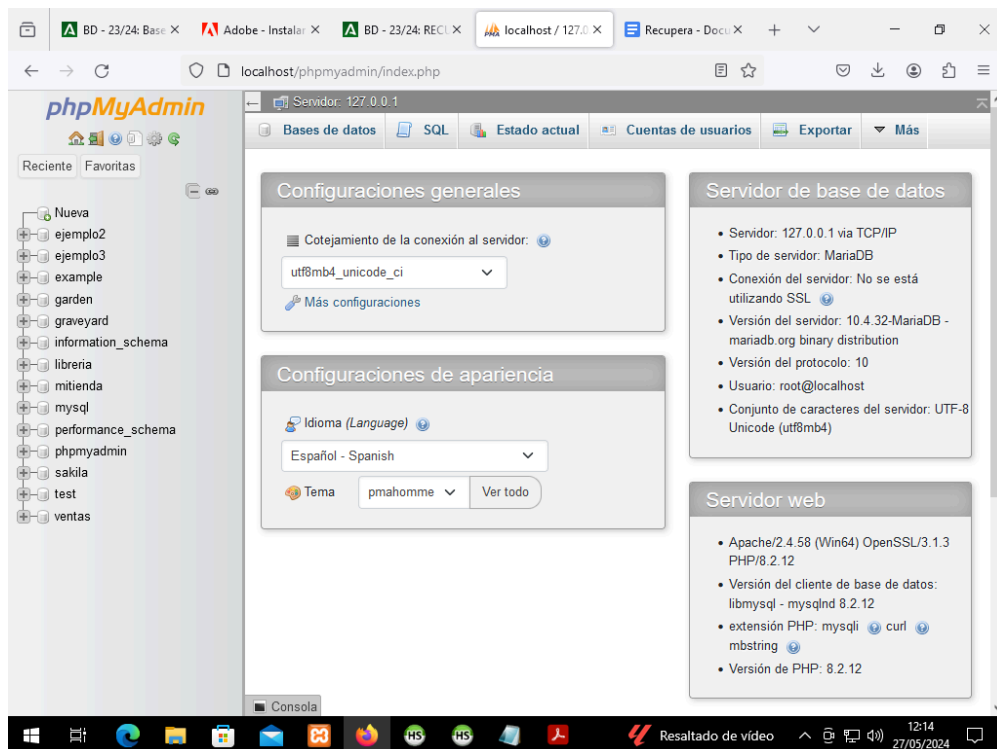 BD - 23/24: Base
Adobe - Instalar
BD - 23/24: RECU
localhost / 127.0
Recupera - Docu
localhost/phpmyadmin/index.php
phpMyAdmin
Reciente
Favoritas
Nueva
ejemplo2
ejemplo3
example
garden
graveyard
information_schema
libreria
mitienda
mysql
performance_schema
phpmyadmin
sakila
test
ventas
Servidor: 127.0.0.1
Bases de datos
SQL
Estado actual
Cuentas de usuarios
Exportar
Más
Configuraciones generales
Cotejamiento de la conexión al servidor:
utf8mb4_unicode_ci
Más configuraciones
Configuraciones de apariencia
Idioma (Language)
Español - Spanish
Tema
pmahomme
Ver todo
Servidor de base de datos
• Servidor: 127.0.0.1 via TCP/IP
• Tipo de servidor: MariaDB
• Conexión del servidor: No se está
utilizando SSL
• Versión del servidor: 10.4.32-MariaDB -
mariadb.org binary distribution
• Versión del protocolo: 10
• Usuario: root@localhost
• Conjunto de caracteres del servidor: UTF-8
Unicode (utf8mb4)
Servidor web
• Apache/2.4.58 (Win64) OpenSSL/3.1.3
PHP/8.2.12
• Versión del cliente de base de datos:
libmysql - mysqlnd 8.2.12
• extensión PHP: mysqli curl
mbstring
• Versión de PHP: 8.2.12
Consola
HS
HS
Resaltado de vídeo
12:14
27/05/2024